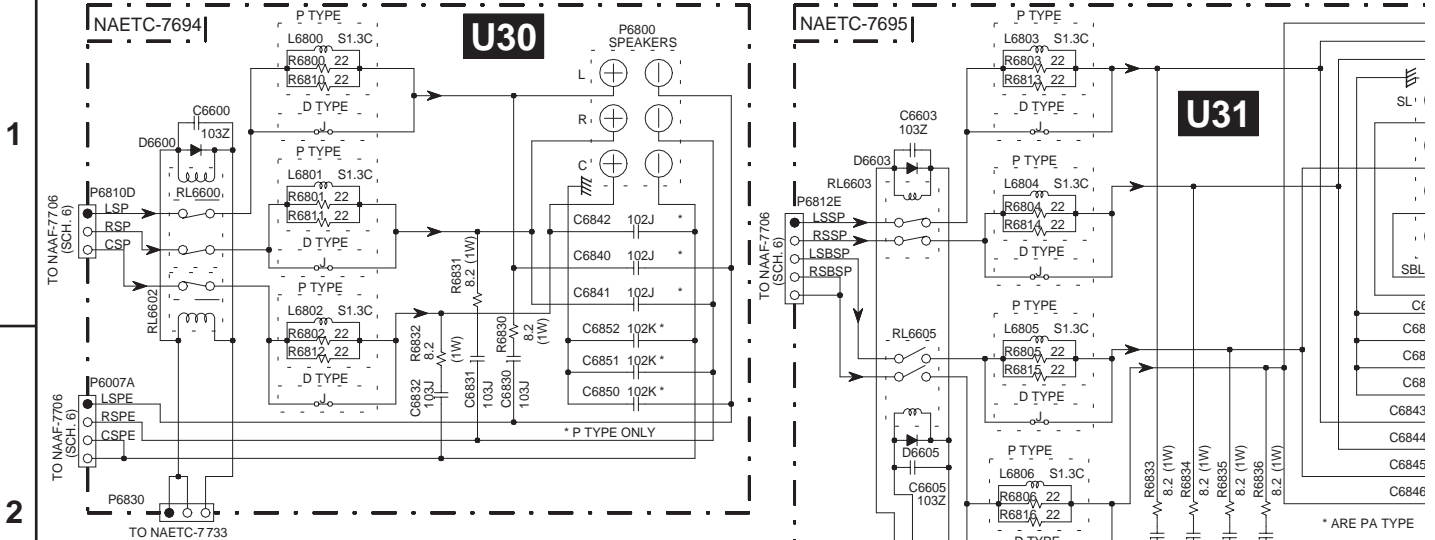 1
2
NAETC-7694
U30
P TYPE
L6800 S1.3C
R6800 22
R6810 22
D TYPE
J
C6600
103Z
D6600
RL6600
P TYPE
L6801 S1.3C
R6801 22
R6811 22
D TYPE
J
P6810D
LSP
RSP
CSP
TO NAAF-7706
(SCH. 6)
RL6602
P TYPE
L6802 S1.3C
R6802 22
R6812 22
D TYPE
J
P6007A
LSPE
RSPE
CSPE
TO NAAF-7706
(SCH. 6)
P6830
TO NAETC-7733
P6800
SPEAKERS
L
R
C
C6842 102J *
C6840 102J *
C6841 102J *
C6852 102K *
C6851 102K *
C6850 102K *
* P TYPE ONLY
R6832
8.2
(1W)
C6832
103J
R6831
8.2 (1W)
C6831
103J
R6830
8.2
(1W)
C6830
103J
NAETC-7695
U31
P TYPE
L6803 S1.3C
R6803 22
R6813 22
D TYPE
J
C6603
103Z
D6603
RL6603
P TYPE
L6804 S1.3C
R6804 22
R6814 22
D TYPE
J
P6812E
LSSP
RSSP
LSBSP
RSBSP
TO NAAF-7706
(SCH. 6)
RL6605
P TYPE
L6805 S1.3C
R6805 22
R6815 22
D TYPE
J
D6605
C6605
103Z
P TYPE
L6806 S1.3C
R6806 22
R6816 22
D TYPE
R6833
8.2 (1W)
R6834
8.2 (1W)
R6835
8.2 (1W)
R6836
8.2 (1W)
SL
SBL
C6
C68
C68
C68
C6843
C6844
C6845
C6846
* ARE PA TYPE